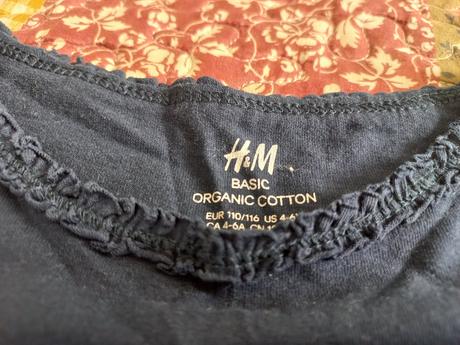 H&M
BASIC
ORGANIC COTTON
EUR 110/116 US 4-6
CA 4-6A CN